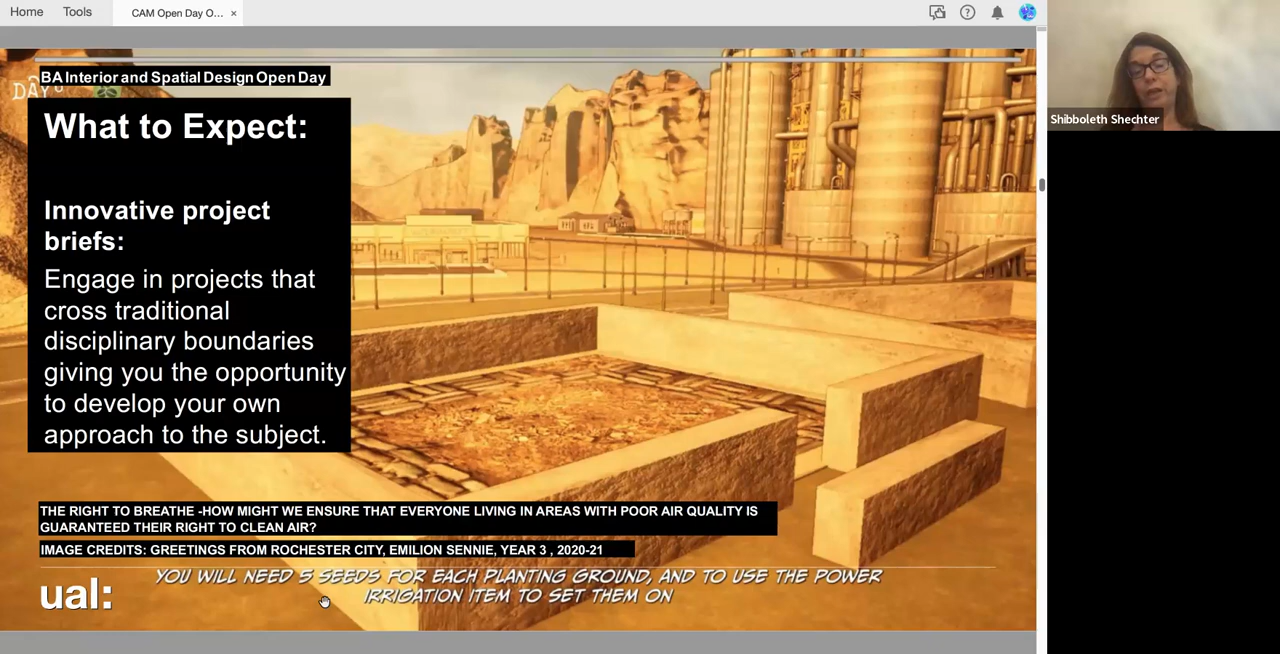 Home Tools CAM Open Day O... ×
BA Interior and Spatial Design Open Day
DAY
What to Expect:
Innovative project
briefs:
Engage in projects that
cross traditional
disciplinary boundaries
giving you the opportunity
to develop your own
approach to the subject.
Shibboleth Shechter
THE RIGHT TO BREATHE -HOW MIGHT WE ENSURE THAT EVERYONE LIVING IN AREAS WITH POOR AIR QUALITY IS
GUARANTEED THEIR RIGHT TO CLEAN AIR?
IMAGE CREDITS: GREETINGS FROM ROCHESTER CITY, EMILION SENNIE, YEAR 3 , 2020-21
YOU WILL NEED 5 SEEDS FOR EACH PLANTING GROUND, AND TO USE THE POWER
IRRIGATION ITEM TO SET THEM ON
ual: